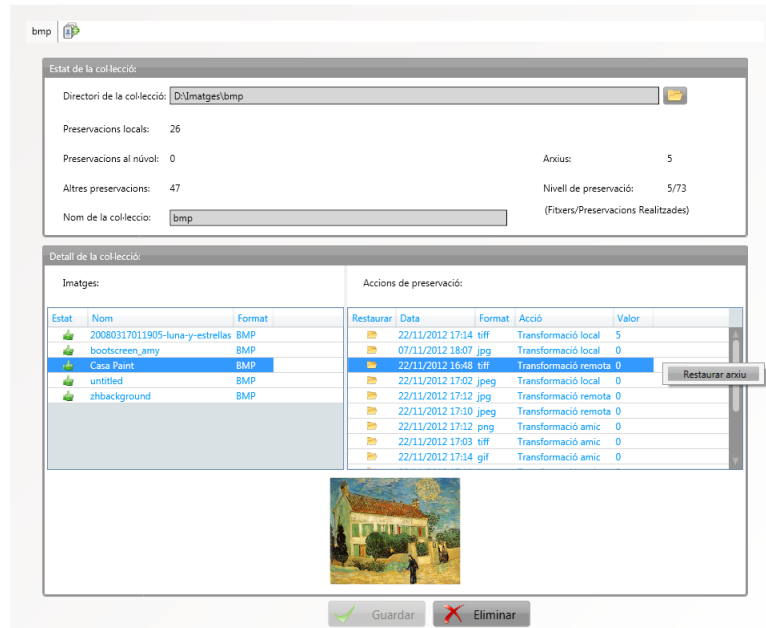 bmp
Estat de la col·lecció:
Directori de la col·lecció: D:\Imatges\bmp
Preservacions locals: 26
Preservacions al núvol: 0 Arxius: 5
Altres preservacions: 47 Nivell de preservació: 5/73
Nom de la col·leccio: bmp (Fitxers/Preservacions Realitzades)
Detall de la col·lecció:
Imatges: Accions de preservació:
Estat Nom Format Restaurar Data Format Acció Valor
20080317011905-luna-y-estrellas BMP 22/11/2012 17:14 tiff Transformació local 5
bootscreen_amy BMP 07/11/2012 18:07 jpg Transformació local 0
Casa Paint BMP 22/11/2012 16:48 tiff Transformació remota 0 Restaurar arxiu
untitled BMP 22/11/2012 17:02 jpeg Transformació local 0
zhbackground BMP 22/11/2012 17:12 jpg Transformació remota 0
22/11/2012 17:10 jpeg Transformació remota 0
22/11/2012 17:12 png Transformació amic 0
22/11/2012 17:03 tiff Transformació amic 0
22/11/2012 17:14 gif Transformació amic 0
Guardar Eliminar